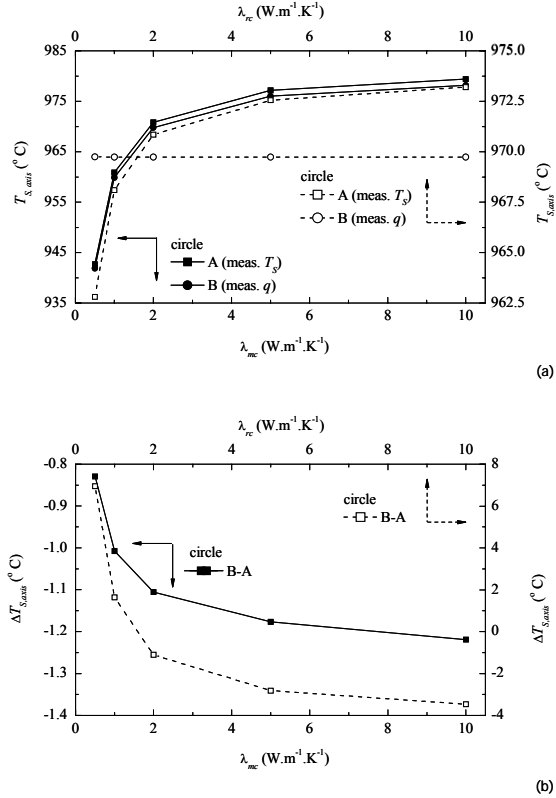 λrc (W.m-1.K-1)
0 2 4 6 8 10
985 975.0
975 972.5
965 970.0
955 967.5
945 965.0
935 962.5
TS, axis (° C)
TS,axis (° C)
circle
A (meas. TS)
B (meas. q)
circle
A (meas. TS)
B (meas. q)
0 2 4 6 8 10
λmc (W.m-1.K-1)
(a)
λrc (W.m-1.K-1)
0 2 4 6 8 10
-0.8 8
-0.9 6
-1.0 4
-1.1 2
-1.2 0
-1.3 -2
-1.4 -4
ΔTS,axis (° C)
ΔTS,axis (° C)
circle
B-A
circle
B-A
0 2 4 6 8 10
λmc (W.m-1.K-1)
(b)